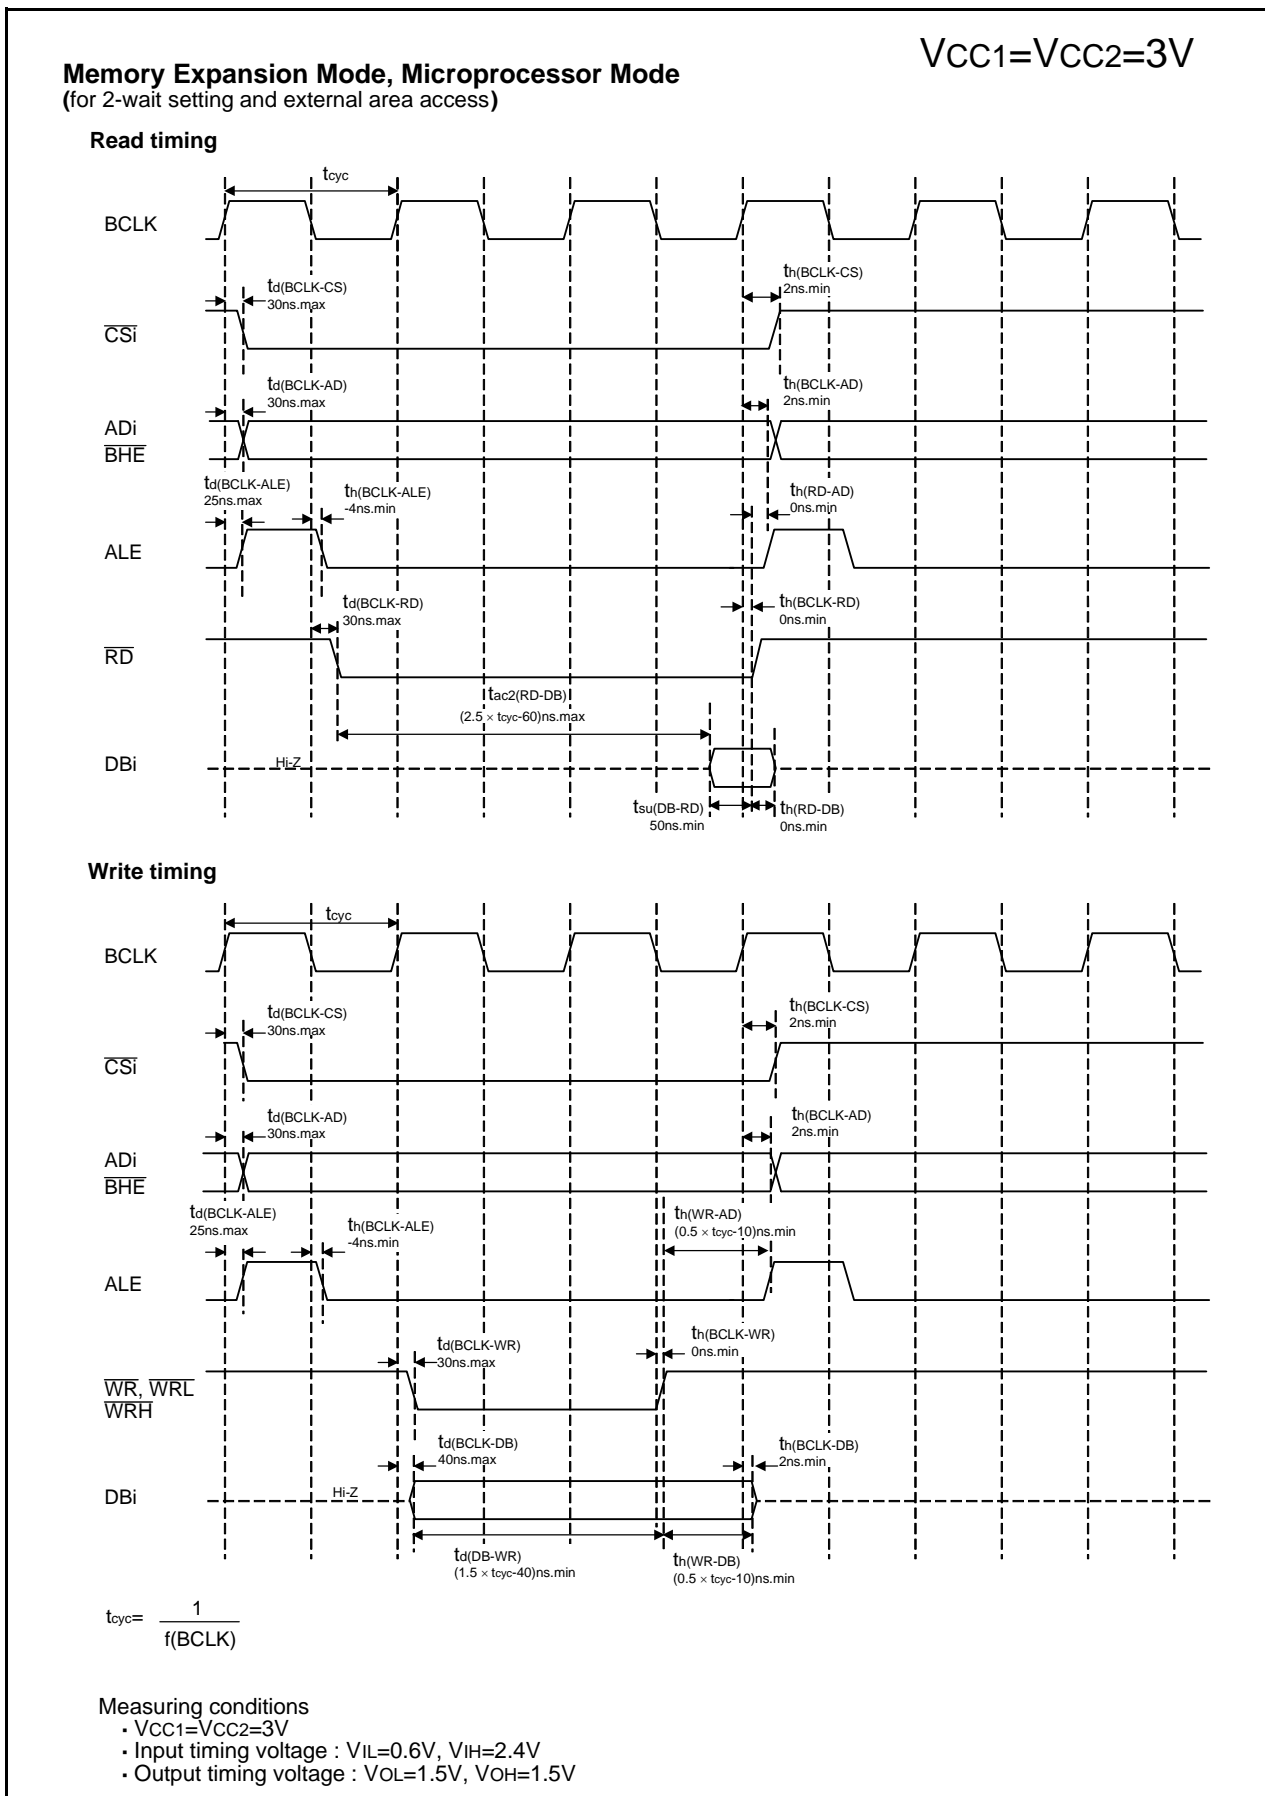 VCC1=VCC2=3V
Memory Expansion Mode, Microprocessor Mode
(for 2-wait setting and external area access)
Read timing
tcyc
BCLK
td(BCLK-CS)
30ns.max
th(BCLK-CS)
2ns.min
CSi
td(BCLK-AD)
30ns.max
th(BCLK-AD)
2ns.min
ADi
BHE
td(BCLK-ALE)
25ns.max
th(BCLK-ALE)
-4ns.min
th(RD-AD)
0ns.min
ALE
td(BCLK-RD)
30ns.max
th(BCLK-RD)
0ns.min
RD
tac2(RD-DB)
(2.5 × tcyc-60)ns.max
DBi
Hi-Z
tsu(DB-RD)
50ns.min
th(RD-DB)
0ns.min
Write timing
tcyc
BCLK
td(BCLK-CS)
30ns.max
th(BCLK-CS)
2ns.min
CSi
td(BCLK-AD)
30ns.max
th(BCLK-AD)
2ns.min
ADi
BHE
td(BCLK-ALE)
25ns.max
th(BCLK-ALE)
-4ns.min
th(WR-AD)
(0.5 × tcyc-10)ns.min
ALE
td(BCLK-WR)
30ns.max
th(BCLK-WR)
0ns.min
WR, WRL
WRH
td(BCLK-DB)
40ns.max
th(BCLK-DB)
2ns.min
DBi
Hi-Z
td(DB-WR)
(1.5 × tcyc-40)ns.min
th(WR-DB)
(0.5 × tcyc-10)ns.min
tcyc= 1
f(BCLK)
Measuring conditions
· VCC1=VCC2=3V
· Input timing voltage : VIL=0.6V, VIH=2.4V
· Output timing voltage : VOL=1.5V, VOH=1.5V